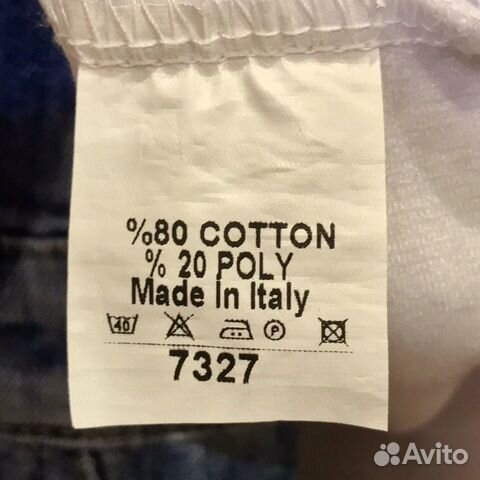 %80 COTTON
% 20 POLY
Made In Italy
40 P
7327
Avito